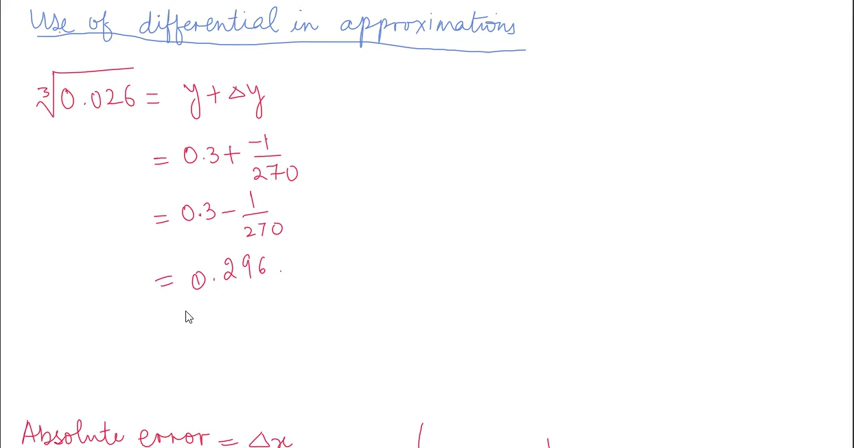 Use of differential in approximations
∛0.026 = y + Δy
= 0.3 + -1/270
= 0.3 - 1/270
= 0.296.
Absolute error = Δx